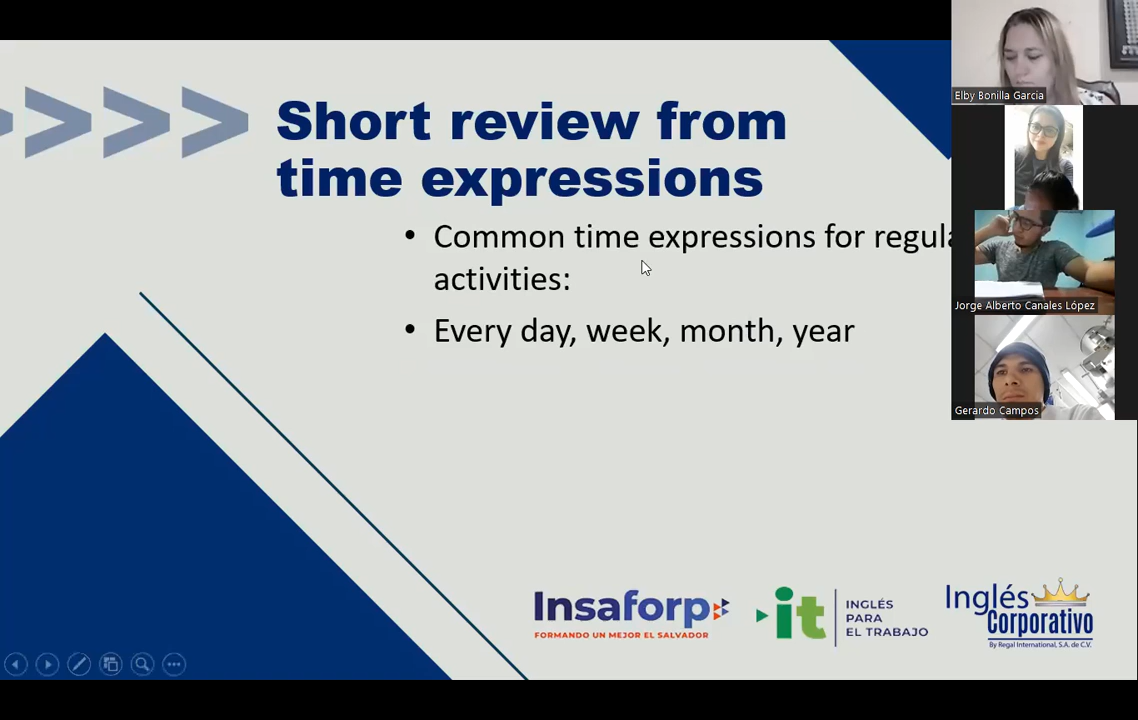 Short review from
time expressions
• Common time expressions for
activities:
• Every day, week, month, year
Insaforp
FORMANDO UN MEJOR EL SALVADOR
it
INGLÉS
PARA
EL TRABAJO
Inglés
Corporativo
By Regal International, S.A. de C.V.
Elby Bonilla Garcia
Jorge Alberto Canales López
Gerardo Campos